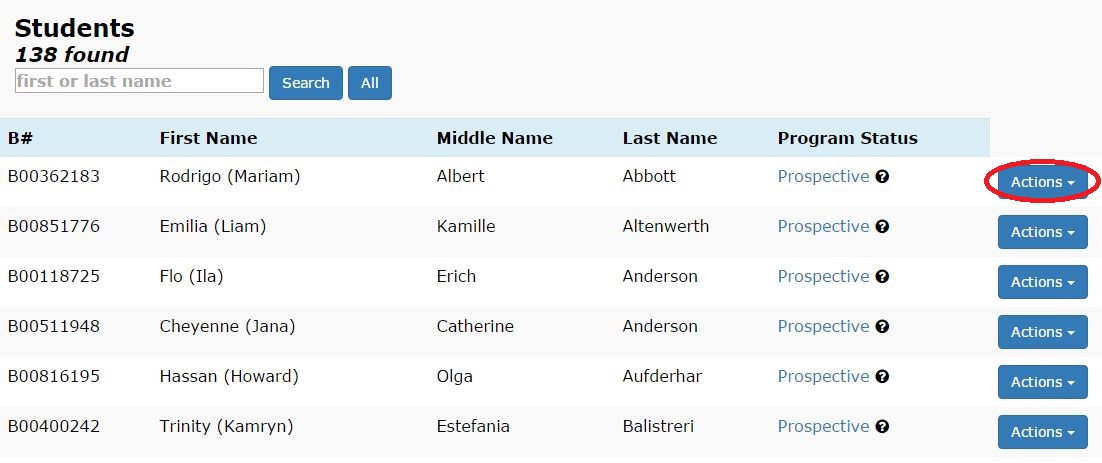 Students
138 found
first or last name Search All
B# First Name Middle Name Last Name Program Status
B00362183 Rodrigo (Mariam) Albert Abbott Prospective ? Actions
B00851776 Emilia (Liam) Kamille Altenwerth Prospective ? Actions
B00118725 Flo (Ila) Erich Anderson Prospective ? Actions
B00511948 Cheyenne (Jana) Catherine Anderson Prospective ? Actions
B00816195 Hassan (Howard) Olga Aufderhar Prospective ? Actions
B00400242 Trinity (Kamryn) Estefania Balistreri Prospective ? Actions